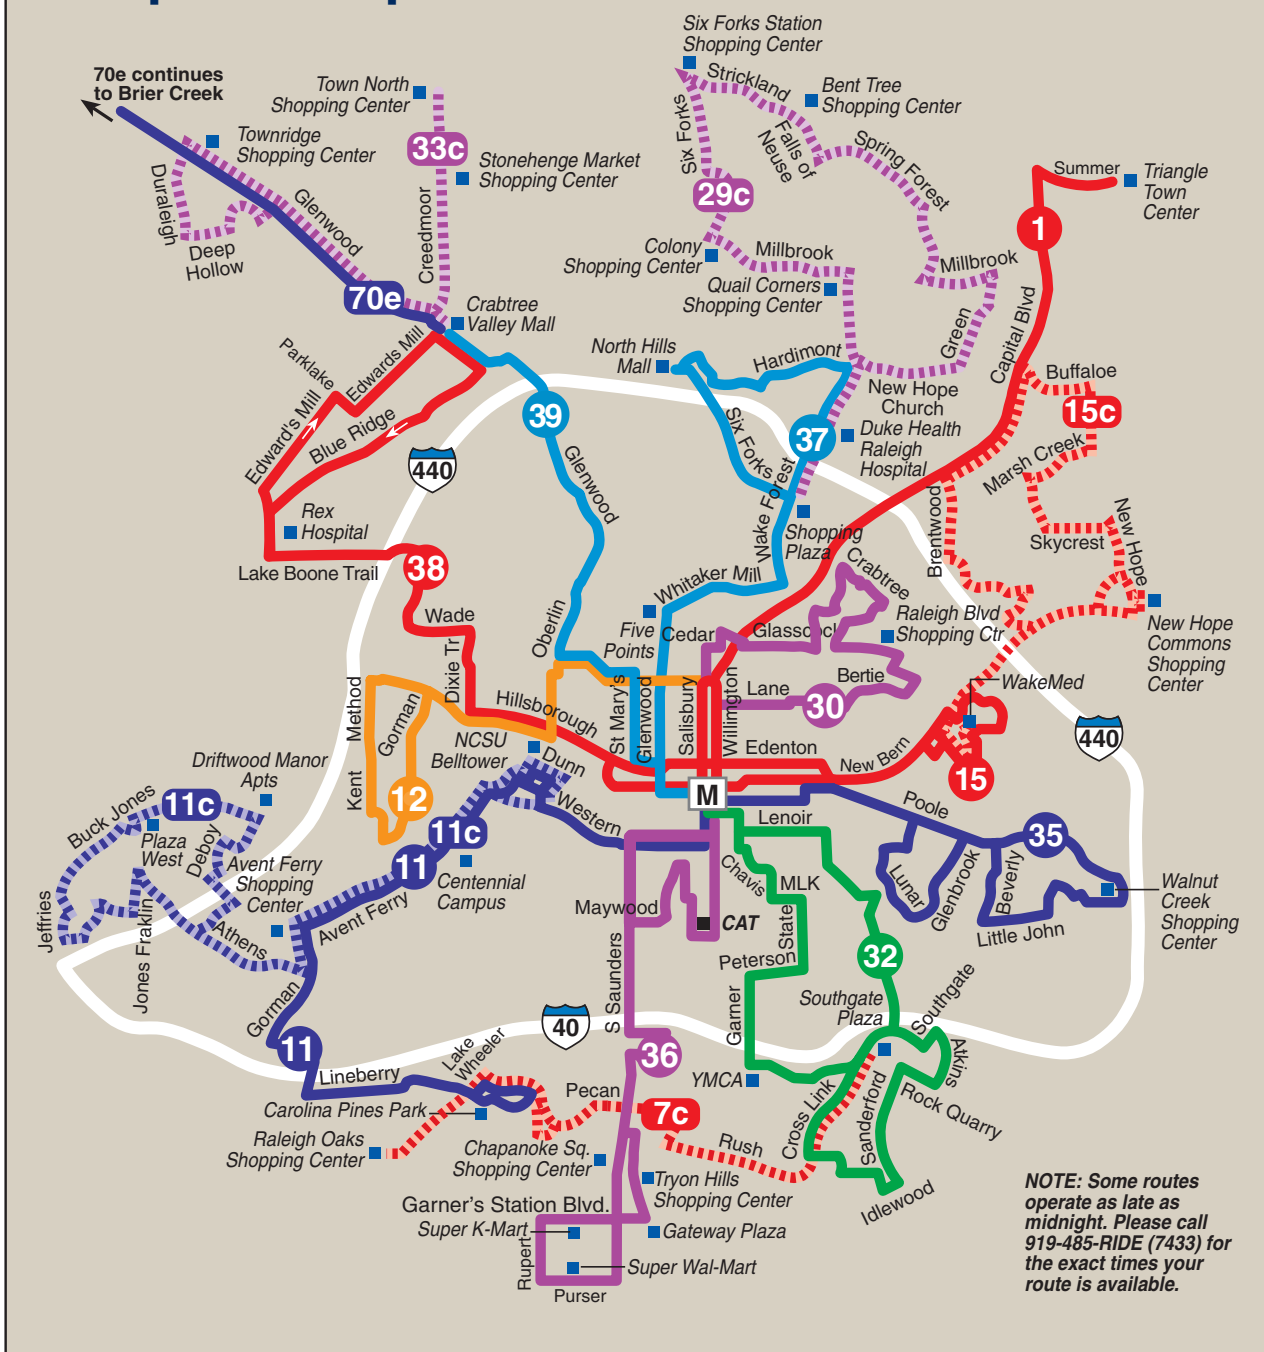 Six Forks Station
Shopping Center
70e continues
to Brier Creek
Town North
Shopping Center
Strickland
Bent Tree
Shopping Center
Townridge
Shopping Center
33c
Stonehenge Market
Shopping Center
Six Forks
Falls of
Neuse
Spring Forest
29c
Summer
Triangle
Town
Center
1
Duraleigh
Deep
Hollow
Glenwood
Creedmoor
Colony
Shopping Center
Millbrook
Quail Corners
Shopping Center
Millbrook
Green
Capital Blvd
70e
Crabtree
Valley Mall
North Hills
Mall
Hardimont
New Hope
Church
Buffaloe
15c
Parklake
Edwards Mill
Edward's Mill
Blue Ridge
39
37
Six Forks
Duke Health
Raleigh
Hospital
Marsh Creek
440
Glenwood
Wake Forest
Shopping
Plaza
Brentwood
Skycrest
New Hope
Rex
Hospital
Lake Boone Trail
38
Whitaker Mill
Crabtree
Raleigh Blvd
Shopping Ctr
New Hope
Commons
Shopping
Center
Wade
Oberlin
Five
Points
Cedar
Glasscock
Dixie Tr
Method
Gorman
Hillsborough
St Mary's
Glenwood
Salisbury
Willmington
Lane
Bertie
30
WakeMed
440
NCSU
Belltower
Edenton
New Bern
15
Driftwood Manor
Apts
Kent
12
Dunn
Western
M
Buck Jones
11c
Plaza
West
Deboy
11c
Avent Ferry
Shopping
Center
11
Centennial
Campus
Lenoir
Poole
35
Chavis
MLK
Lunar
Glenbrook
Beverly
Walnut
Creek
Shopping
Center
Jeffries
Jones Fraklin
Athens
Avent Ferry
Maywood
CAT
State
Little John
Peterson
32
S Saunders
Garner
Southgate
Plaza
Southgate
Gorman
40
11
Lake
Wheeler
36
Atkins
Lineberry
YMCA
Cross Link
Sanderford
Rock Quarry
Pecan
7c
Carolina Pines Park
Raleigh Oaks
Shopping Center
Chapanoke Sq.
Shopping Center
Rush
Tryon Hills
Shopping Center
Idlewood
NOTE: Some routes
operate as late as
midnight. Please call
919-485-RIDE (7433) for
the exact times your
route is available.
Garner's Station Blvd.
Super K-Mart
Gateway Plaza
Rupert
Super Wal-Mart
Purser